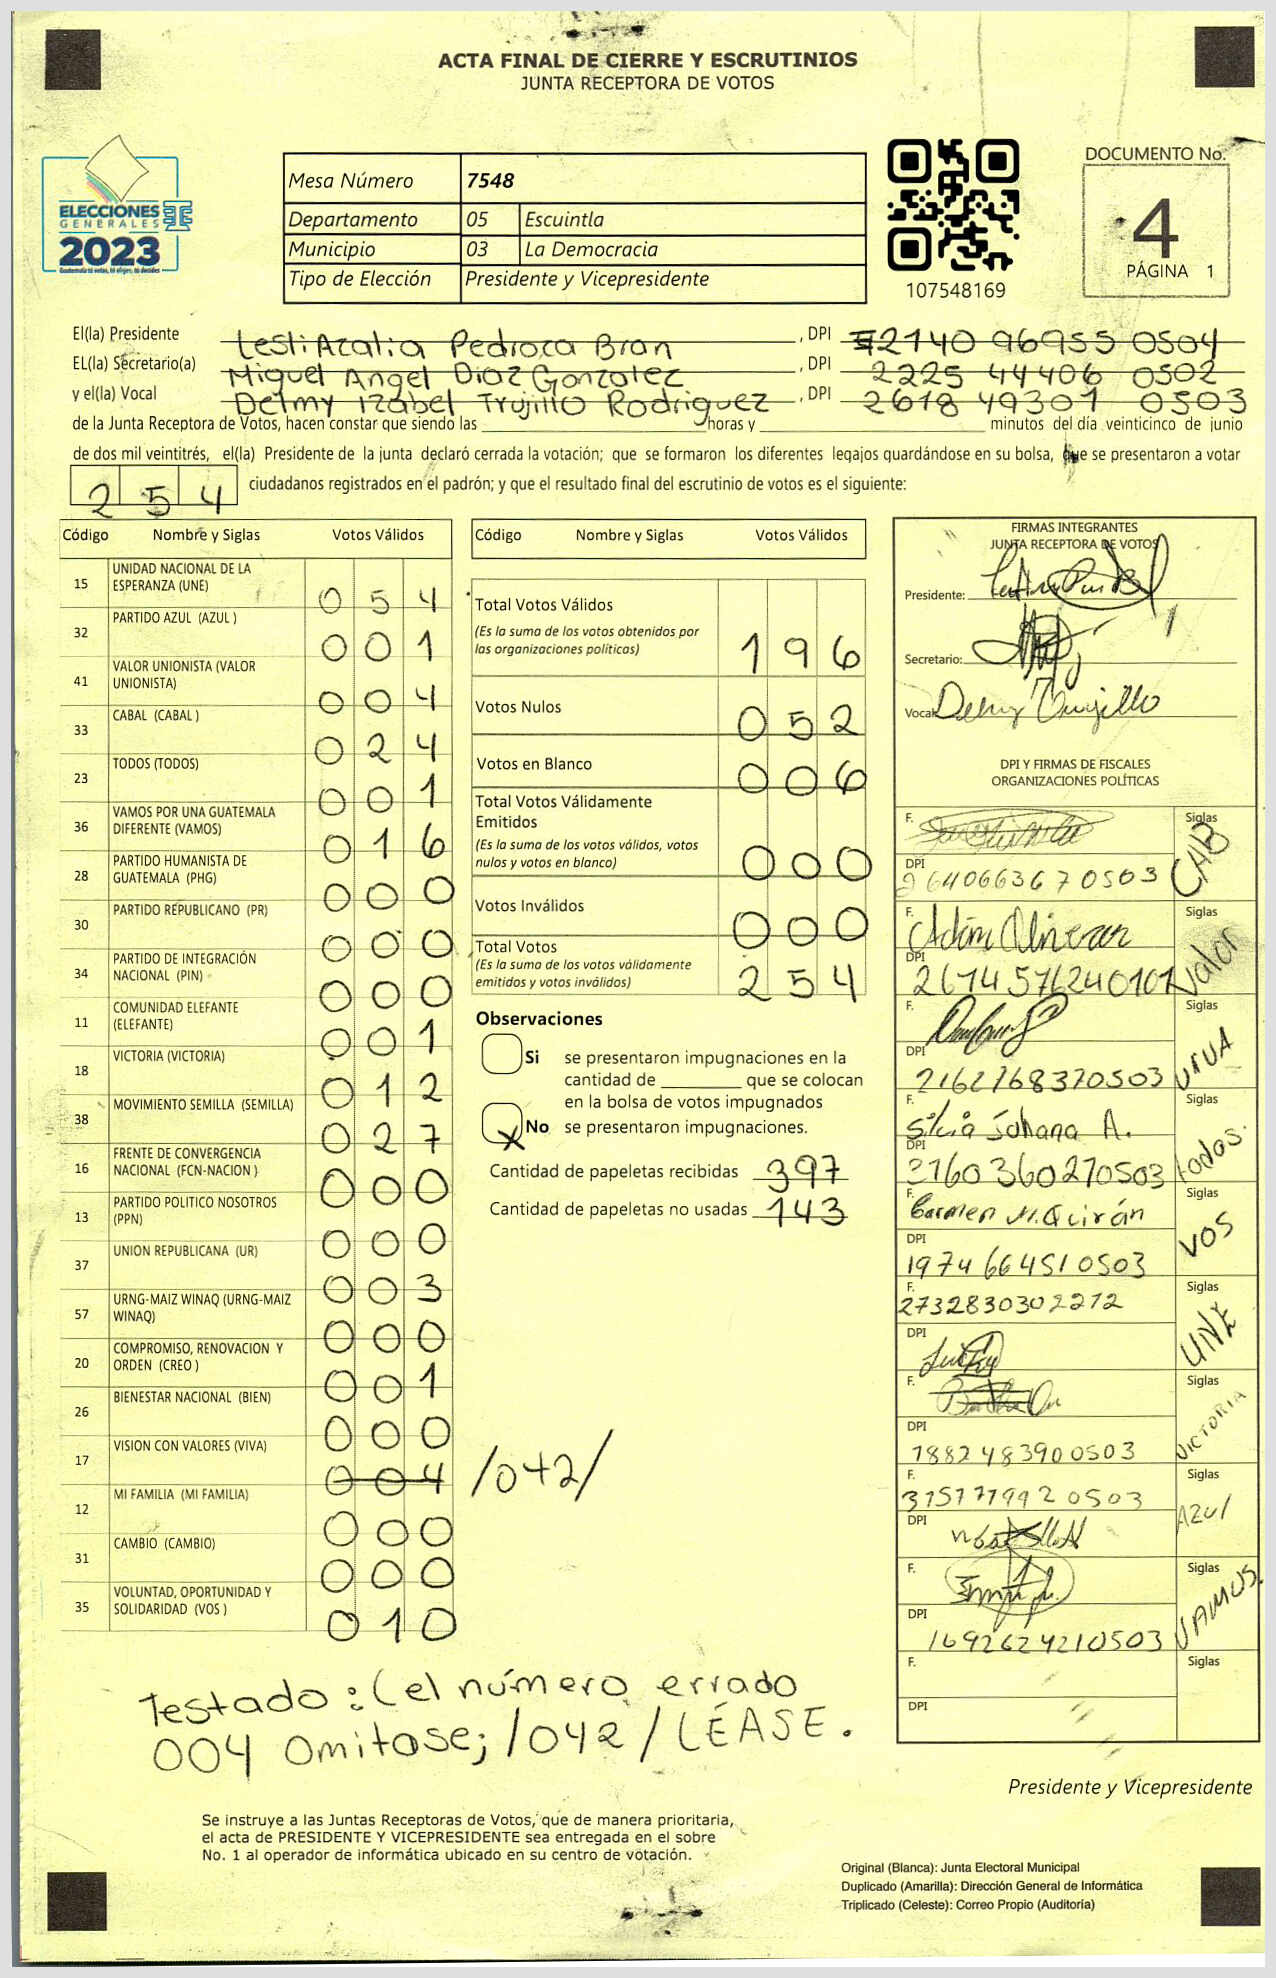 ACTA FINAL DE CIERRE Y ESCRUTINIOS
JUNTA RECEPTORA DE VOTOS
ELECCIONES
GENERALES
2023
Guatemala tú votas, tú eliges, tú decides
Mesa Número 7548
Departamento 05 Escuintla
Municipio 03 La Democracia
Tipo de Elección Presidente y Vicepresidente
107548169
DOCUMENTO No.
4
PÁGINA 1
El(la) Presidente Lesli Azalia Pedroza Bran, DPI 2140 96955 0504
EL(la) Secretario(a) Miguel Angel Díaz Gonzalez, DPI 2225 44406 0502
y el(la) Vocal Delmy Izabel Trujillo Rodriguez, DPI 2618 49301 0503
de la Junta Receptora de Votos, hacen constar que siendo las horas y minutos del día veinticinco de junio
de dos mil veintitrés, el(la) Presidente de la junta declaró cerrada la votación; que se formaron los diferentes legajos guardándose en su bolsa, que se presentaron a votar
254 ciudadanos registrados en el padrón; y que el resultado final del escrutinio de votos es el siguiente:
Código Nombre y Siglas Votos Válidos
15 UNIDAD NACIONAL DE LA ESPERANZA (UNE) 054
32 PARTIDO AZUL (AZUL ) 001
41 VALOR UNIONISTA (VALOR UNIONISTA) 004
33 CABAL (CABAL ) 024
23 TODOS (TODOS) 001
36 VAMOS POR UNA GUATEMALA DIFERENTE (VAMOS) 016
28 PARTIDO HUMANISTA DE GUATEMALA (PHG) 000
30 PARTIDO REPUBLICANO (PR) 000
34 PARTIDO DE INTEGRACIÓN NACIONAL (PIN) 000
11 COMUNIDAD ELEFANTE (ELEFANTE) 001
18 VICTORIA (VICTORIA) 012
38 MOVIMIENTO SEMILLA (SEMILLA) 027
16 FRENTE DE CONVERGENCIA NACIONAL (FCN-NACION ) 000
13 PARTIDO POLITICO NOSOTROS (PPN) 000
37 UNION REPUBLICANA (UR) 003
57 URNG-MAIZ WINAQ (URNG-MAIZ WINAQ) 000
20 COMPROMISO, RENOVACION Y ORDEN (CREO ) 001
26 BIENESTAR NACIONAL (BIEN) 000
17 VISION CON VALORES (VIVA) 004 /042/
12 MI FAMILIA (MI FAMILIA) 000
31 CAMBIO (CAMBIO) 000
35 VOLUNTAD, OPORTUNIDAD Y SOLIDARIDAD (VOS ) 010
Código Nombre y Siglas Votos Válidos
Total Votos Válidos 196
(Es la suma de los votos obtenidos por
las organizaciones políticas)
Votos Nulos 052
Votos en Blanco 006
Total Votos Válidamente
Emitidos 000
(Es la suma de los votos válidos, votos
nulos y votos en blanco)
Votos Inválidos 000
Total Votos 254
(Es la suma de los votos válidamente
emitidos y votos inválidos)
Observaciones
Si se presentaron impugnaciones en la
cantidad de que se colocan
en la bolsa de votos impugnados
X No se presentaron impugnaciones.
Cantidad de papeletas recibidas 397
Cantidad de papeletas no usadas 143
FIRMAS INTEGRANTES
JUNTA RECEPTORA DE VOTOS
Presidente:
Secretario:
Vocal Delmy Trujillo
DPI Y FIRMAS DE FISCALES
ORGANIZACIONES POLÍTICAS
F. Siglas CAB
DPI 2640663670503
F. Siglas Valor
DPI 2674576240101
F. Siglas VIVA
DPI 2162768370503
F. Silvia Johana A. Siglas todos.
DPI 2160360270503
F. Carmen M. Quirán Siglas VOS
DPI 1974664510503
F. 2732830302212 Siglas UNE
DPI
F. Siglas VICTORIA
DPI 1882483900503
F. 3757779920503 Siglas AZUL
DPI
F. Siglas VAMOS.
DPI 1692624210503
F. Siglas
DPI
Testado: (el número errado
004 Omitase; /042/ LÉASE.
Presidente y Vicepresidente
Se instruye a las Juntas Receptoras de Votos, que de manera prioritaria,
el acta de PRESIDENTE Y VICEPRESIDENTE sea entregada en el sobre
No. 1 al operador de informática ubicado en su centro de votación.
Original (Blanca): Junta Electoral Municipal
Duplicado (Amarilla): Dirección General de Informática
Triplicado (Celeste): Correo Propio (Auditoría)